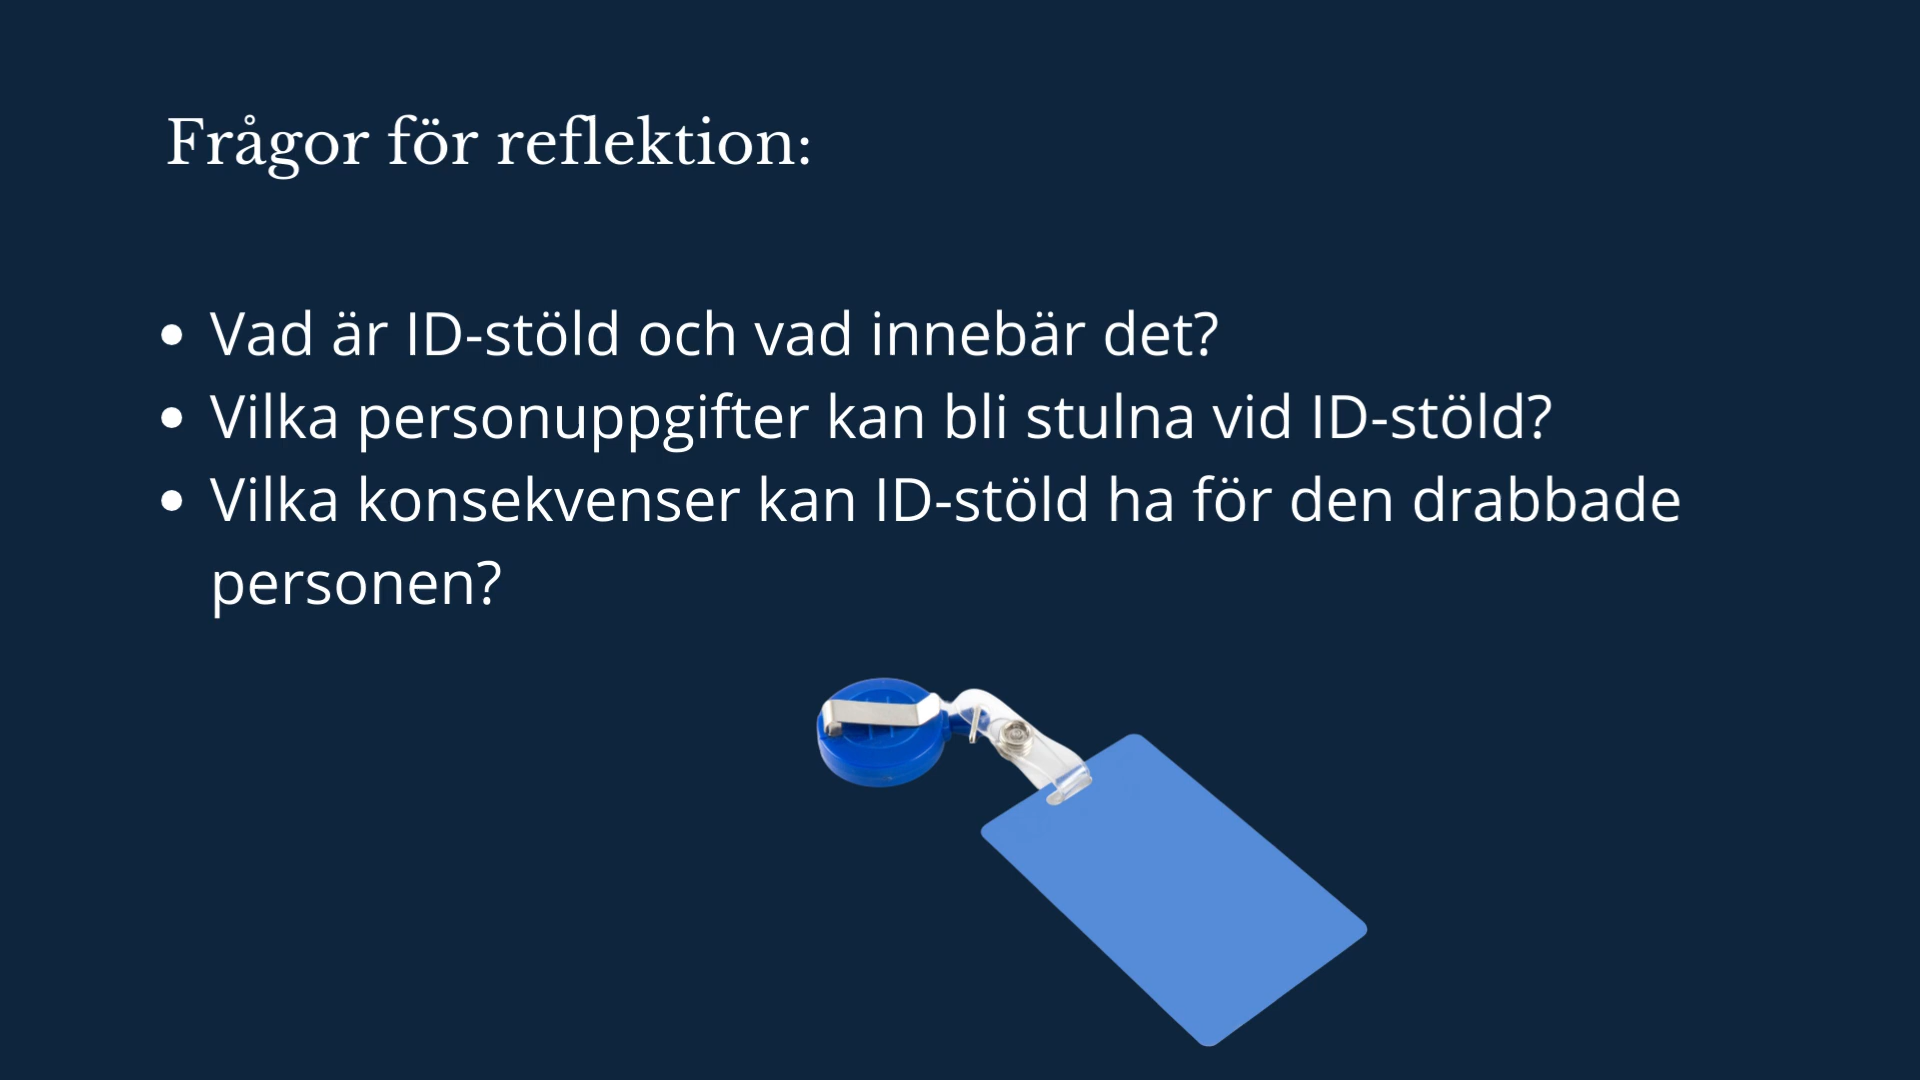 Frågor för reflektion:
• Vad är ID-stöld och vad innebär det?
• Vilka personuppgifter kan bli stulna vid ID-stöld?
• Vilka konsekvenser kan ID-stöld ha för den drabbade
personen?